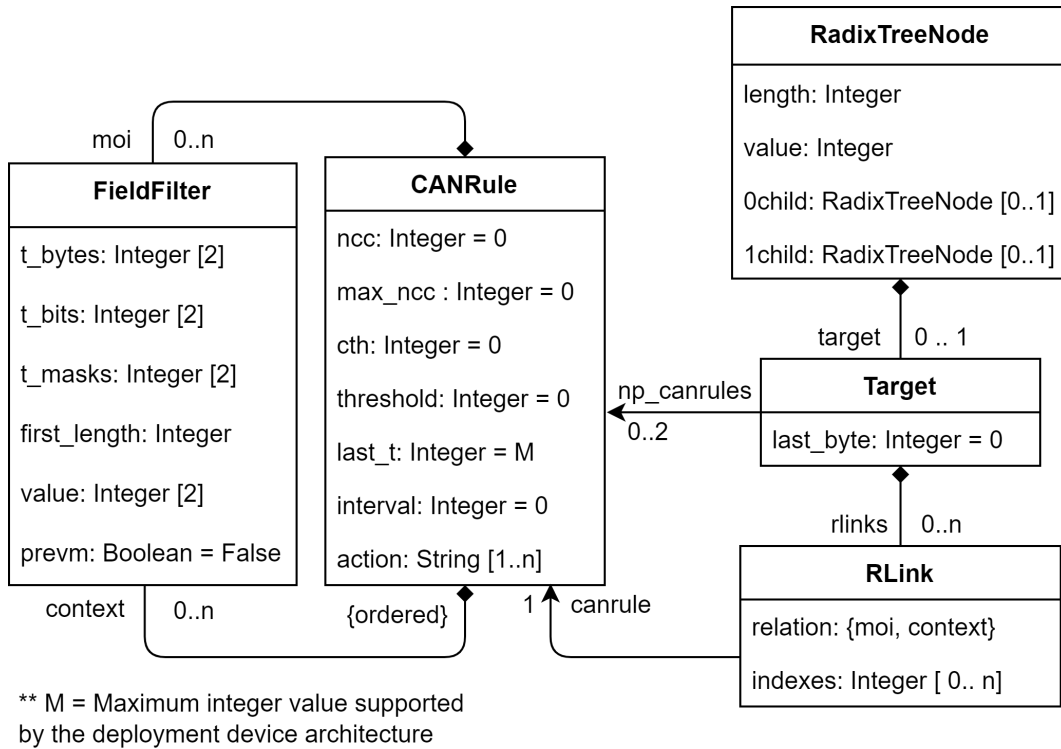 RadixTreeNode
length: Integer
value: Integer
0child: RadixTreeNode [0..1]
1child: RadixTreeNode [0..1]
moi
0..n
FieldFilter
t_bytes: Integer [2]
t_bits: Integer [2]
t_masks: Integer [2]
first_length: Integer
value: Integer [2]
prevm: Boolean = False
CANRule
ncc: Integer = 0
max_ncc : Integer = 0
cth: Integer = 0
threshold: Integer = 0
last_t: Integer = M
interval: Integer = 0
action: String [1..n]
target
0 .. 1
np_canrules
0..2
Target
last_byte: Integer = 0
rlinks
0..n
RLink
relation: {moi, context}
indexes: Integer [ 0.. n]
context
0..n
{ordered}
1
canrule
** M = Maximum integer value supported
by the deployment device architecture